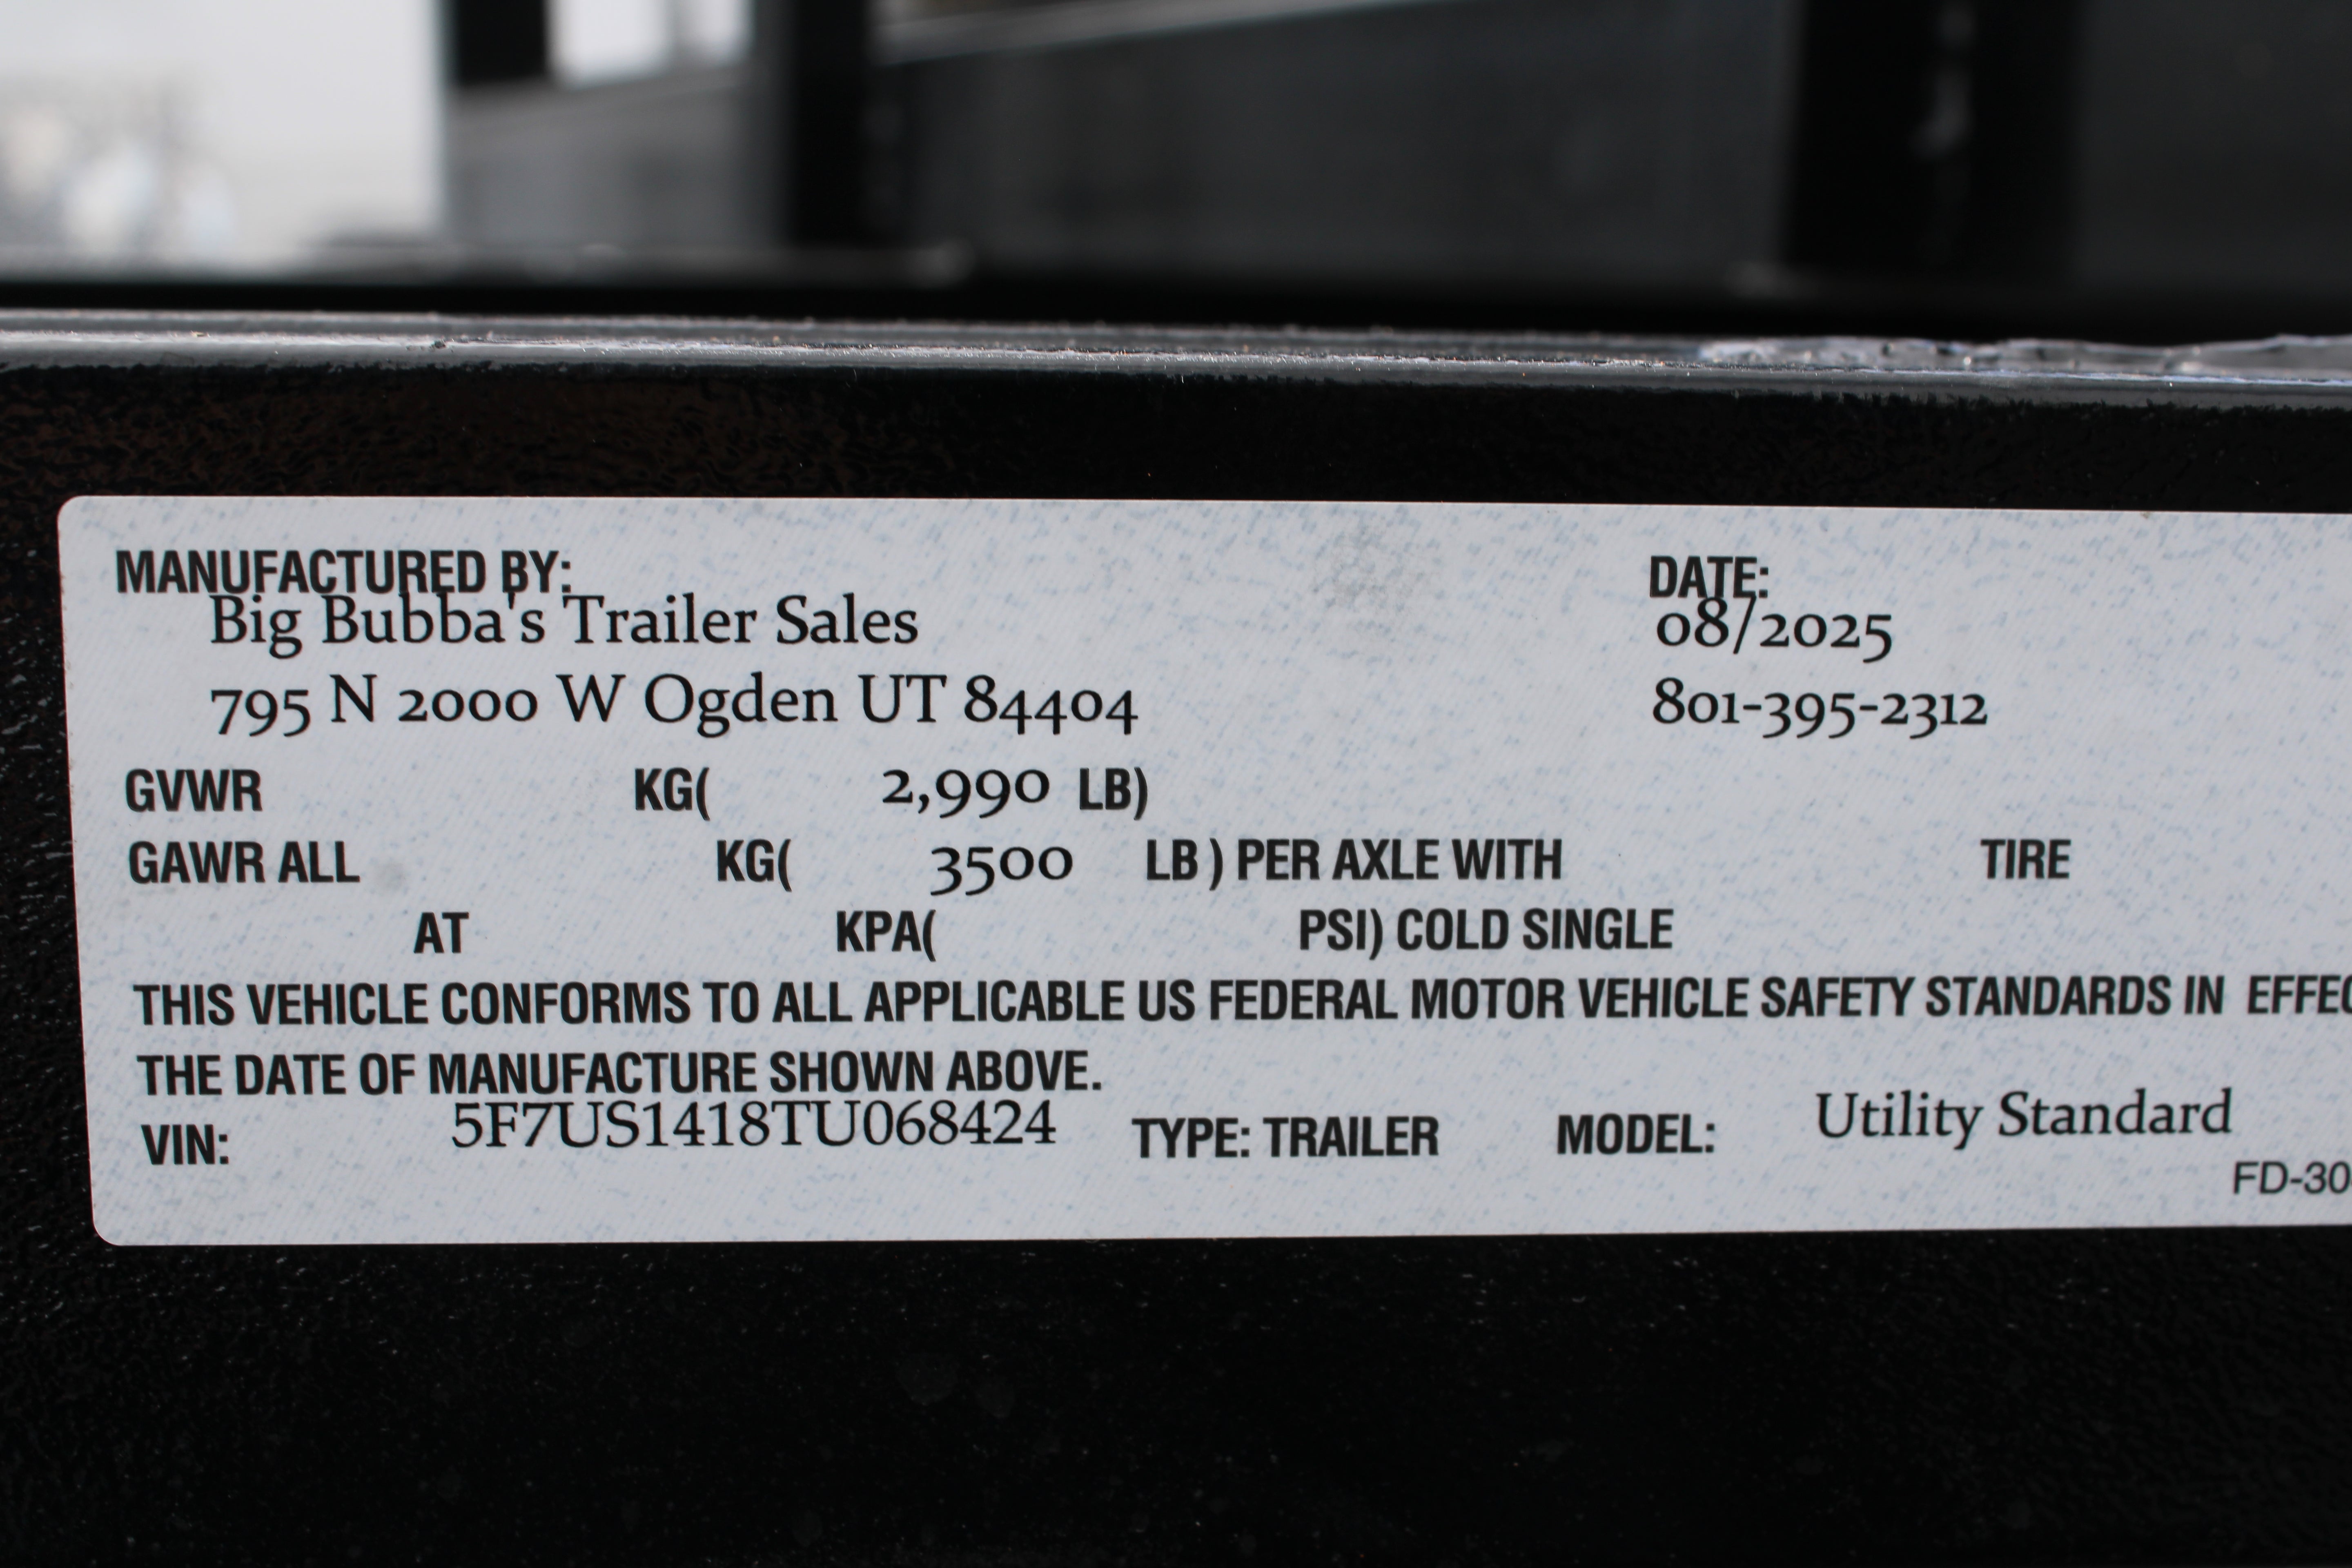 MANUFACTURED BY: DATE:
Big Bubba's Trailer Sales 08/2025
795 N 2000 W Ogden UT 84404 801-395-2312
GVWR KG( 2,990 LB)
GAWR ALL KG( 3500 LB ) PER AXLE WITH TIRE
AT KPA( PSI) COLD SINGLE
THIS VEHICLE CONFORMS TO ALL APPLICABLE US FEDERAL MOTOR VEHICLE SAFETY STANDARDS IN
THE DATE OF MANUFACTURE SHOWN ABOVE.
VIN: 5F7US1418TU068424 TYPE: TRAILER MODEL: Utility Standard